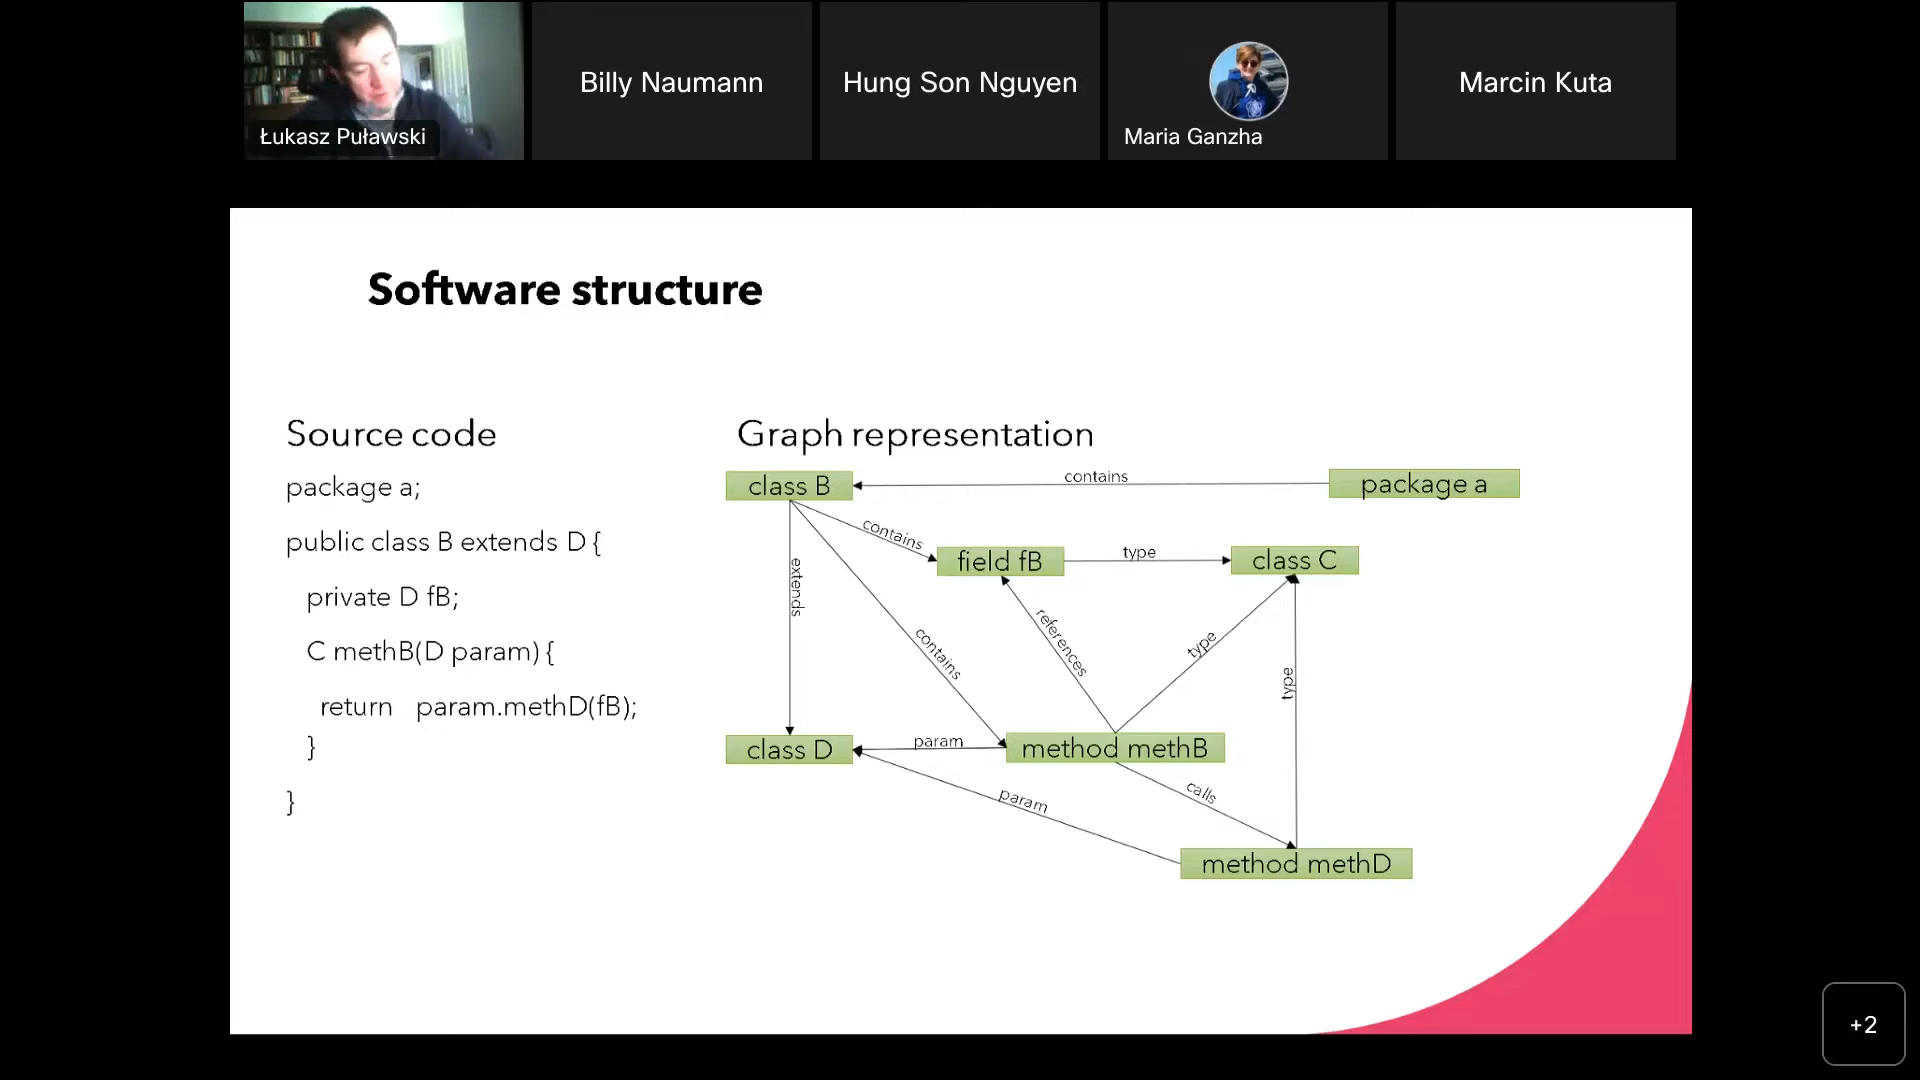 Łukasz Puławski
Billy Naumann
Hung Son Nguyen
Maria Ganzha
Marcin Kuta
Software structure
Source code
package a;
public class B extends D {
private D fB;
C methB(D param) {
return param.methD(fB);
}
}
Graph representation
class B
contains
package a
contains
field fB
type
class C
extends
contains
references
type
type
class D
param
method methB
param
calls
method methD
+2